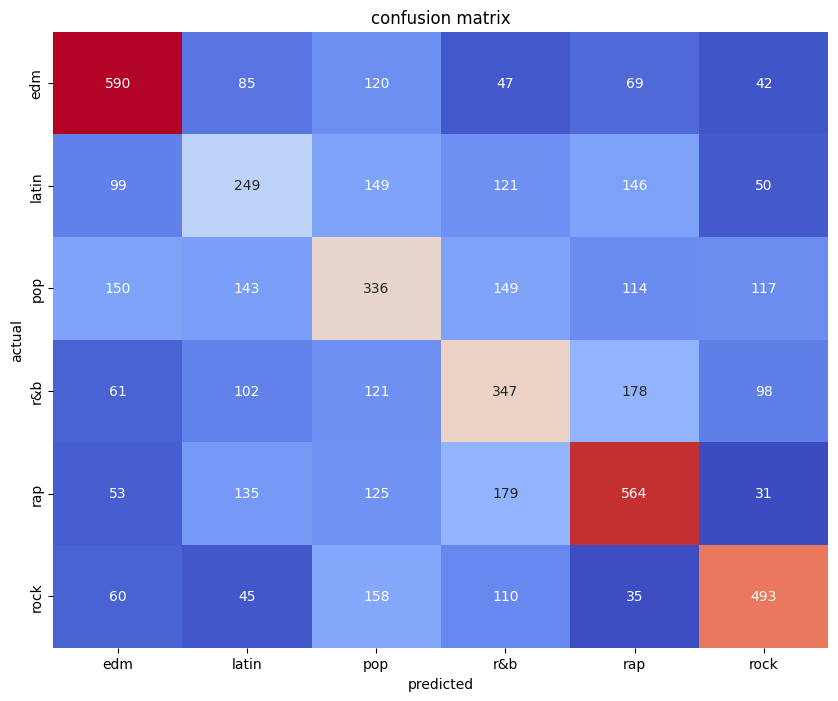 confusion matrix
edm 590 85 120 47 69 42
latin 99 249 149 121 146 50
pop 150 143 336 149 114 117
r&b 61 102 121 347 178 98
rap 53 135 125 179 564 31
rock 60 45 158 110 35 493
actual
edm latin pop r&b rap rock
predicted